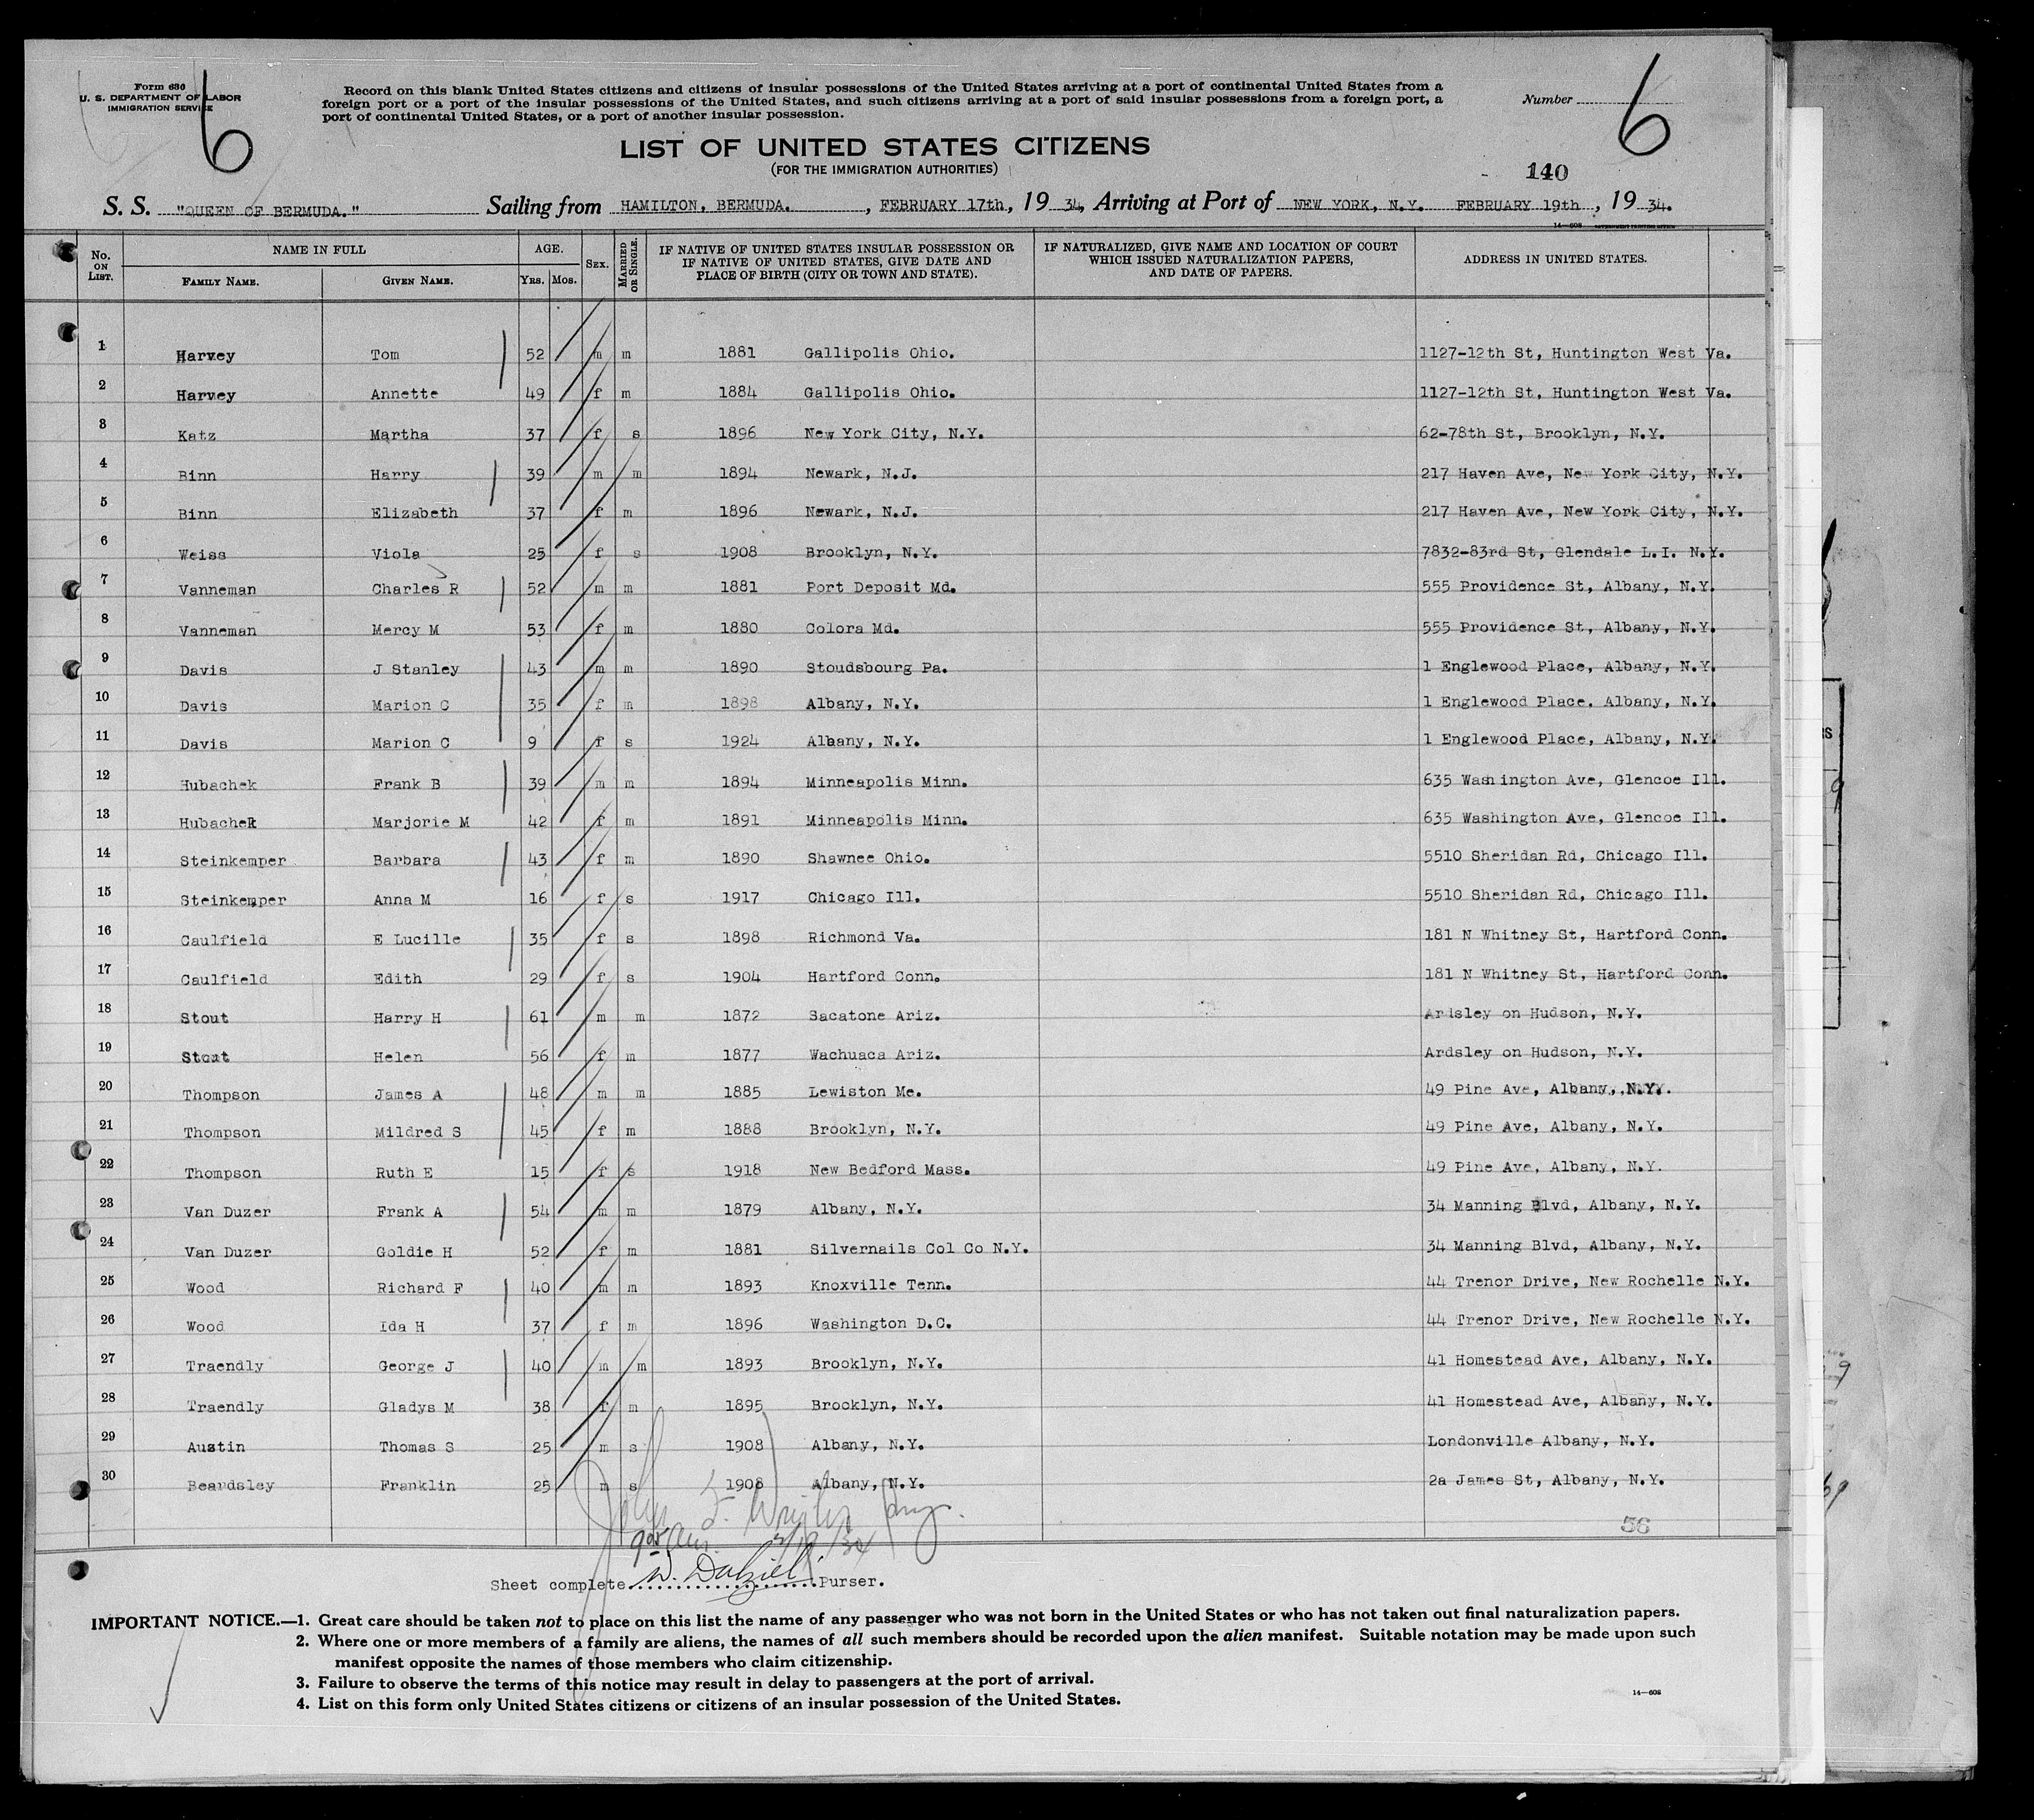 Form 630
U. S. DEPARTMENT OF LABOR
IMMIGRATION SERVICE
6
Record on this blank United States citizens and citizens of insular possessions of the United States arriving at a port of continental United States from a
foreign port or a port of the insular possessions of the United States, and such citizens arriving at a port of said insular possessions from a foreign port, a
port of continental United States, or a port of another insular possession.
Number
6
LIST OF UNITED STATES CITIZENS
(FOR THE IMMIGRATION AUTHORITIES)
140
S. S. "QUEEN OF BERMUDA." Sailing from HAMILTON, BERMUDA. , FEBRUARY 17th, 19 34, Arriving at Port of NEW YORK, N.Y. FEBRUARY 19th , 19 34.
14—608 GOVERNMENT PRINTING OFFICE
No. ON LIST. NAME IN FULL FAMILY NAME. GIVEN NAME. AGE. YRS. MOS. SEX. MARRIED OR SINGLE. IF NATIVE OF UNITED STATES INSULAR POSSESSION OR IF NATIVE OF UNITED STATES, GIVE DATE AND PLACE OF BIRTH (CITY OR TOWN AND STATE). IF NATURALIZED, GIVE NAME AND LOCATION OF COURT WHICH ISSUED NATURALIZATION PAPERS, AND DATE OF PAPERS. ADDRESS IN UNITED STATES.
1 Harvey Tom 52 m m 1881 Gallipolis Ohio. 1127-12th St, Huntington West Va.
2 Harvey Annette 49 f m 1884 Gallipolis Ohio. 1127-12th St, Huntington West Va.
3 Katz Martha 37 f s 1896 New York City, N.Y. 62-78th St, Brooklyn, N.Y.
4 Binn Harry 39 m m 1894 Newark, N.J. 217 Haven Ave, New York City, N.Y.
5 Binn Elizabeth 37 f m 1896 Newark, N.J. 217 Haven Ave, New York City, N.Y.
6 Weiss Viola 25 f s 1908 Brooklyn, N.Y. 7832-83rd St, Glendale L.I. N.Y.
7 Vanneman Charles R 52 m m 1881 Port Deposit Md. 555 Providence St, Albany, N.Y.
8 Vanneman Mercy M 53 f m 1880 Colora Md. 555 Providence St, Albany, N.Y.
9 Davis J Stanley 43 m m 1890 Stoudsbourg Pa. 1 Englewood Place, Albany, N.Y.
10 Davis Marion C 35 f m 1898 Albany, N.Y. 1 Englewood Place. Albany, N.Y.
11 Davis Marion C 9 f s 1924 Albany, N.Y. 1 Englewood Place, Albany, N.Y.
12 Hubachek Frank B 39 m m 1894 Minneapolis Minn. 635 Washington Ave, Glencoe Ill.
13 Hubachek Marjorie M 42 f m 1891 Minneapolis Minn. 635 Washington Ave, Glencoe Ill.
14 Steinkemper Barbara 43 f m 1890 Shawnee Ohio. 5510 Sheridan Rd, Chicago Ill.
15 Steinkemper Anna M 16 f s 1917 Chicago Ill. 5510 Sheridan Rd, Chicago Ill.
16 Caulfield E Lucille 35 f s 1898 Richmond Va. 181 N Whitney St, Hartford Conn.
17 Caulfield Edith 29 f s 1904 Hartford Conn. 181 N Whitney St, Hartford Conn.
18 Stout Harry H 61 m m 1872 Sacatone Ariz. Ardsley on Hudson, N.Y.
19 Stout Helen 56 f m 1877 Wachuaca Ariz. Ardsley on Hudson, N.Y.
20 Thompson James A 48 m m 1885 Lewiston Me. 49 Pine Ave, Albany, N.Y.
21 Thompson Mildred S 45 f m 1888 Brooklyn, N.Y. 49 Pine Ave, Albany, N.Y.
22 Thompson Ruth E 15 f s 1918 New Bedford Mass. 49 Pine Ave, Albany, N.Y.
23 Van Duzer Frank A 54 m m 1879 Albany, N.Y. 34 Manning Blvd, Albany, N.Y.
24 Van Duzer Goldie H 52 f m 1881 Silvernails Col Co N.Y. 34 Manning Blvd, Albany, N.Y.
25 Wood Richard F 40 m m 1893 Knoxville Tenn. 44 Trenor Drive, New Rochelle N.Y.
26 Wood Ida H 37 f m 1896 Washington D.C. 44 Trenor Drive, New Rochelle N.Y.
27 Traendly George J 40 m m 1893 Brooklyn, N.Y. 41 Homestead Ave, Albany, N.Y.
28 Traendly Gladys M 38 f m 1895 Brooklyn, N.Y. 41 Homestead Ave, Albany, N.Y.
29 Austin Thomas S 25 m s 1908 Albany, N.Y. Londonville Albany, N.Y.
30 Beardsley Franklin 25 m s 1908 Albany, N.Y. 2a James St, Albany, N.Y.
John F.
2/19/34
56
Sheet complete W. Dalziel Purser.
IMPORTANT NOTICE.—1. Great care should be taken not to place on this list the name of any passenger who was not born in the United States or who has not taken out final naturalization papers.
2. Where one or more members of a family are aliens, the names of all such members should be recorded upon the alien manifest. Suitable notation may be made upon such
manifest opposite the names of those members who claim citizenship.
3. Failure to observe the terms of this notice may result in delay to passengers at the port of arrival.
4. List on this form only United States citizens or citizens of an insular possession of the United States.
14—608